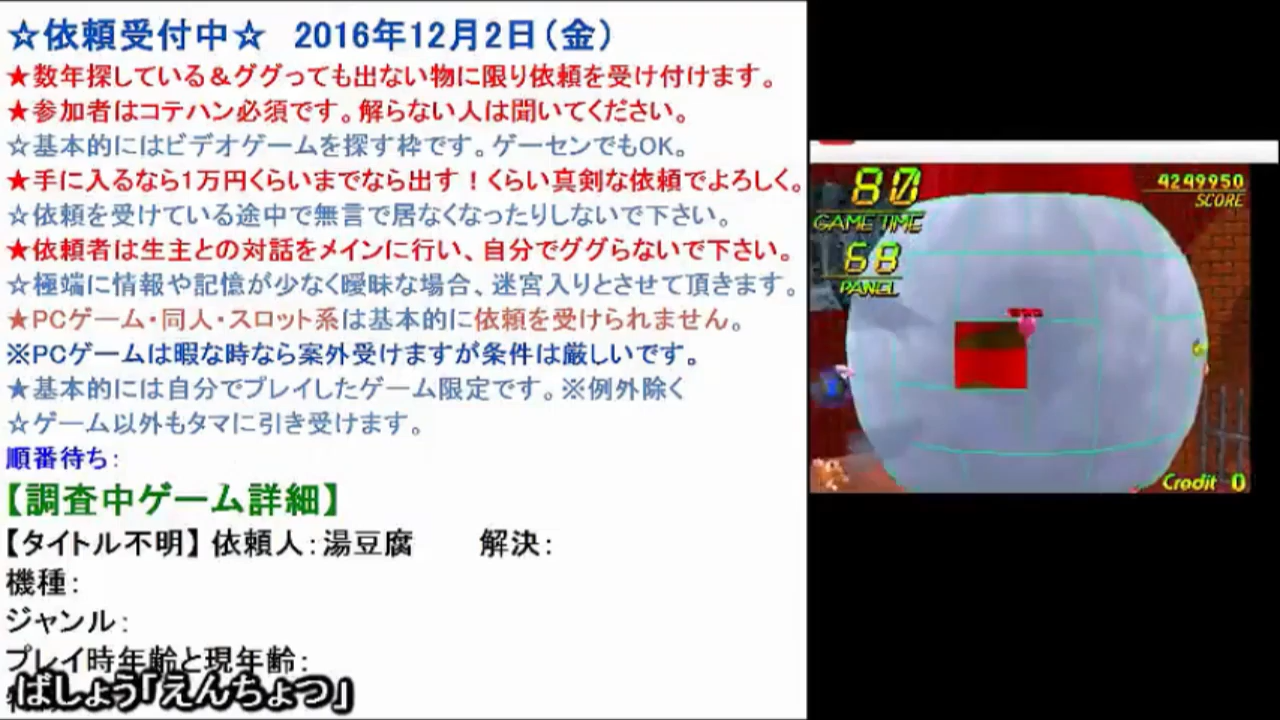 ☆依頼受付中☆ 2016年12月2日(金)
★数年探している＆ググっても出ない物に限り依頼を受け付けます。
★参加者はコテハン必須です。解らない人は聞いてください。
☆基本的にはビデオゲームを探す枠です。ゲーセンでもOK。
★手に入るなら1万円くらいまでなら出す！くらい真剣な依頼でよろしく。
☆依頼を受けている途中で無言で居なくなったりしないで下さい。
★依頼者は生主との対話をメインに行い、自分でググらないで下さい。
☆極端に情報や記憶が少なく曖昧な場合、迷宮入りとさせて頂きます。
★PCゲーム・同人・スロット系は基本的に依頼を受けられません。
※PCゲームは暇な時なら案外受けますが条件は厳しいです。
★基本的には自分でプレイしたゲーム限定です。※例外除く
☆ゲーム以外もタマに引き受けます。
順番待ち：
【調査中ゲーム詳細】
【タイトル不明】依頼人：湯豆腐 解決：
機種：
ジャンル：
プレイ時年齢と現年齢：
ばしょう「えんちょつ」
80
GAME TIME
68
PANEL
4249950
SCORE
Credit 0